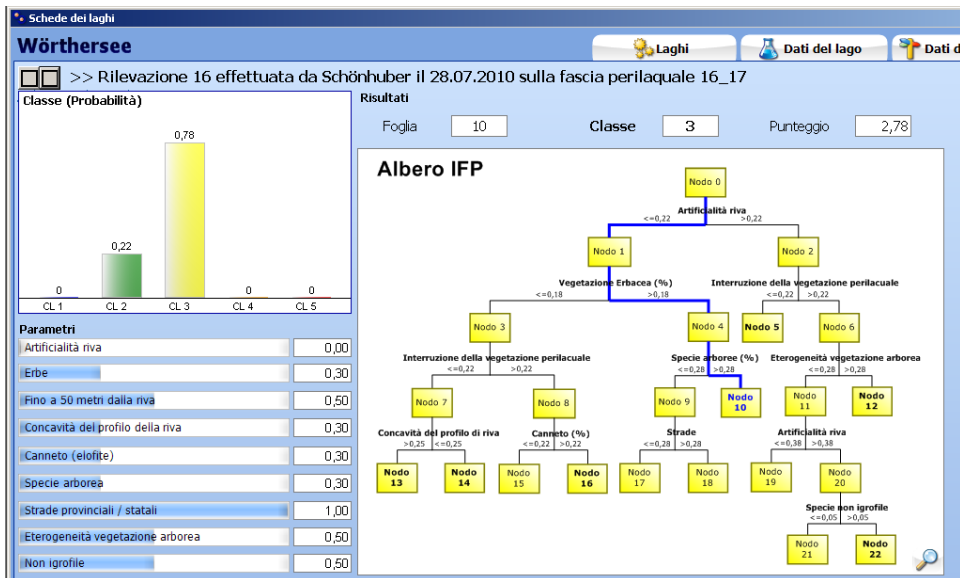 Schede dei laghi
Wörthersee
Laghi
Dati del lago
Dati d
>> Rilevazione 16 effettuata da Schönhuber il 28.07.2010 sulla fascia perilaquale 16_17
Classe (Probabilità)
0,78
0,22
0
0
0
CL 1
CL 2
CL 3
CL 4
CL 5
Parametri
Artificialità riva 0,00
Erbe 0,30
Fino a 50 metri dalla riva 0,50
Concavità del profilo della riva 0,30
Canneto (elofite) 0,30
Specie arborea 0,30
Strade provinciali / statali 1,00
Eterogeneità vegetazione arborea 0,50
Non igrofile 0,50
Risultati
Foglia 10 Classe 3 Punteggio 2,78
Albero IFP
Nodo 0
Artificialità riva
<=0,22 >0,22
Nodo 1
Nodo 2
Vegetazione Erbacea (%)
<=0,18 >0,18
Interruzione della vegetazione perilacuale
<=0,22 >0,22
Nodo 3
Nodo 4
Nodo 5
Nodo 6
Interruzione della vegetazione perilacuale
<=0,22 >0,22
Specie arboree (%)
<=0,28 >0,28
Eterogeneità vegetazione arborea
<=0,28 >0,28
Nodo 7
Nodo 8
Nodo 9
Nodo
10
Nodo
11
Nodo
12
Concavità del profilo di riva
>0,25 <=0,25
Canneto (%)
<=0,22 >0,22
Strade
<=0,28 >0,28
Artificialità riva
<=0,38 >0,38
Nodo
13
Nodo
14
Nodo
15
Nodo
16
Nodo
17
Nodo
18
Nodo
19
Nodo
20
Specie non igrofile
<=0,05 >0,05
Nodo
21
Nodo
22